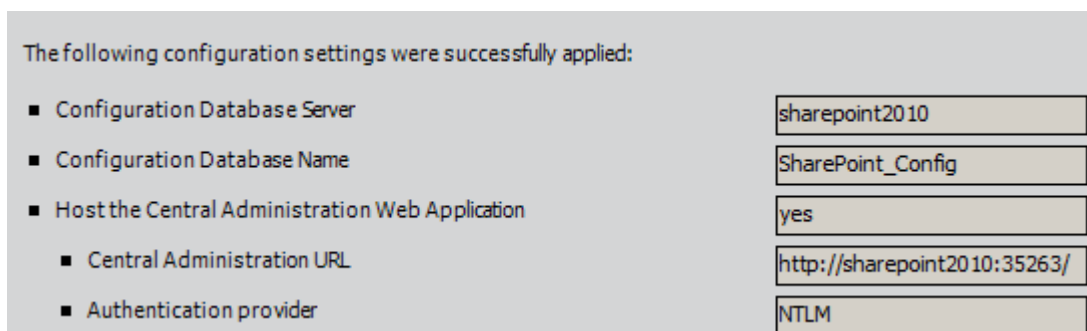 The following configuration settings were successfully applied:
Configuration Database Server sharepoint2010
Configuration Database Name SharePoint_Config
Host the Central Administration Web Application yes
Central Administration URL http://sharepoint2010:35263/
Authentication provider NTLM